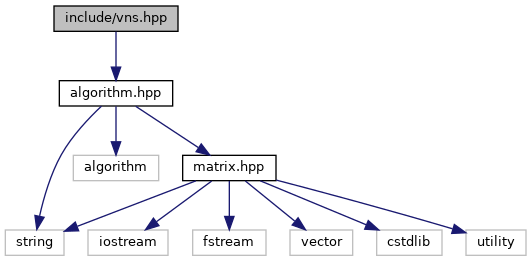 include/vns.hpp
algorithm.hpp
algorithm
matrix.hpp
string
iostream
fstream
vector
cstdlib
utility